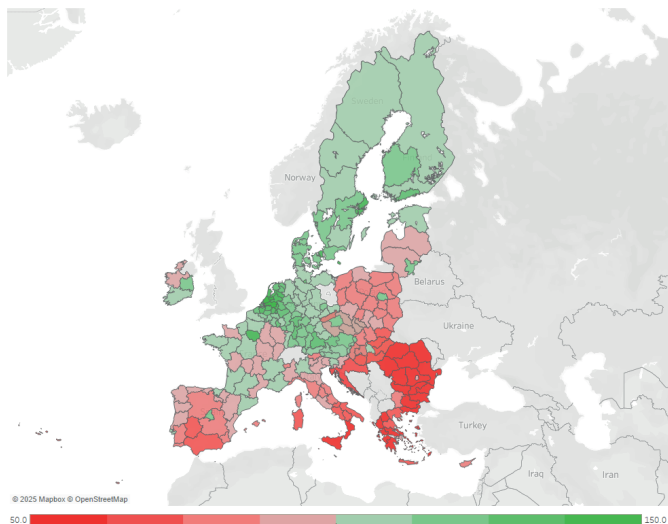 Sweden
Norway
Belarus
Ukraine
Turkey
Iraq
Iran
© 2025 Mapbox © OpenStreetMap
50.0 150.0